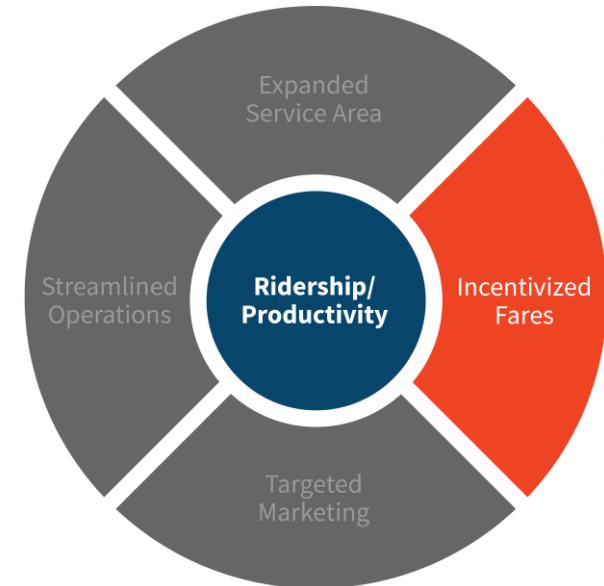 Expanded
Service Area
Streamlined
Operations
Ridership/
Productivity
Incentivized
Fares
Targeted
Marketing